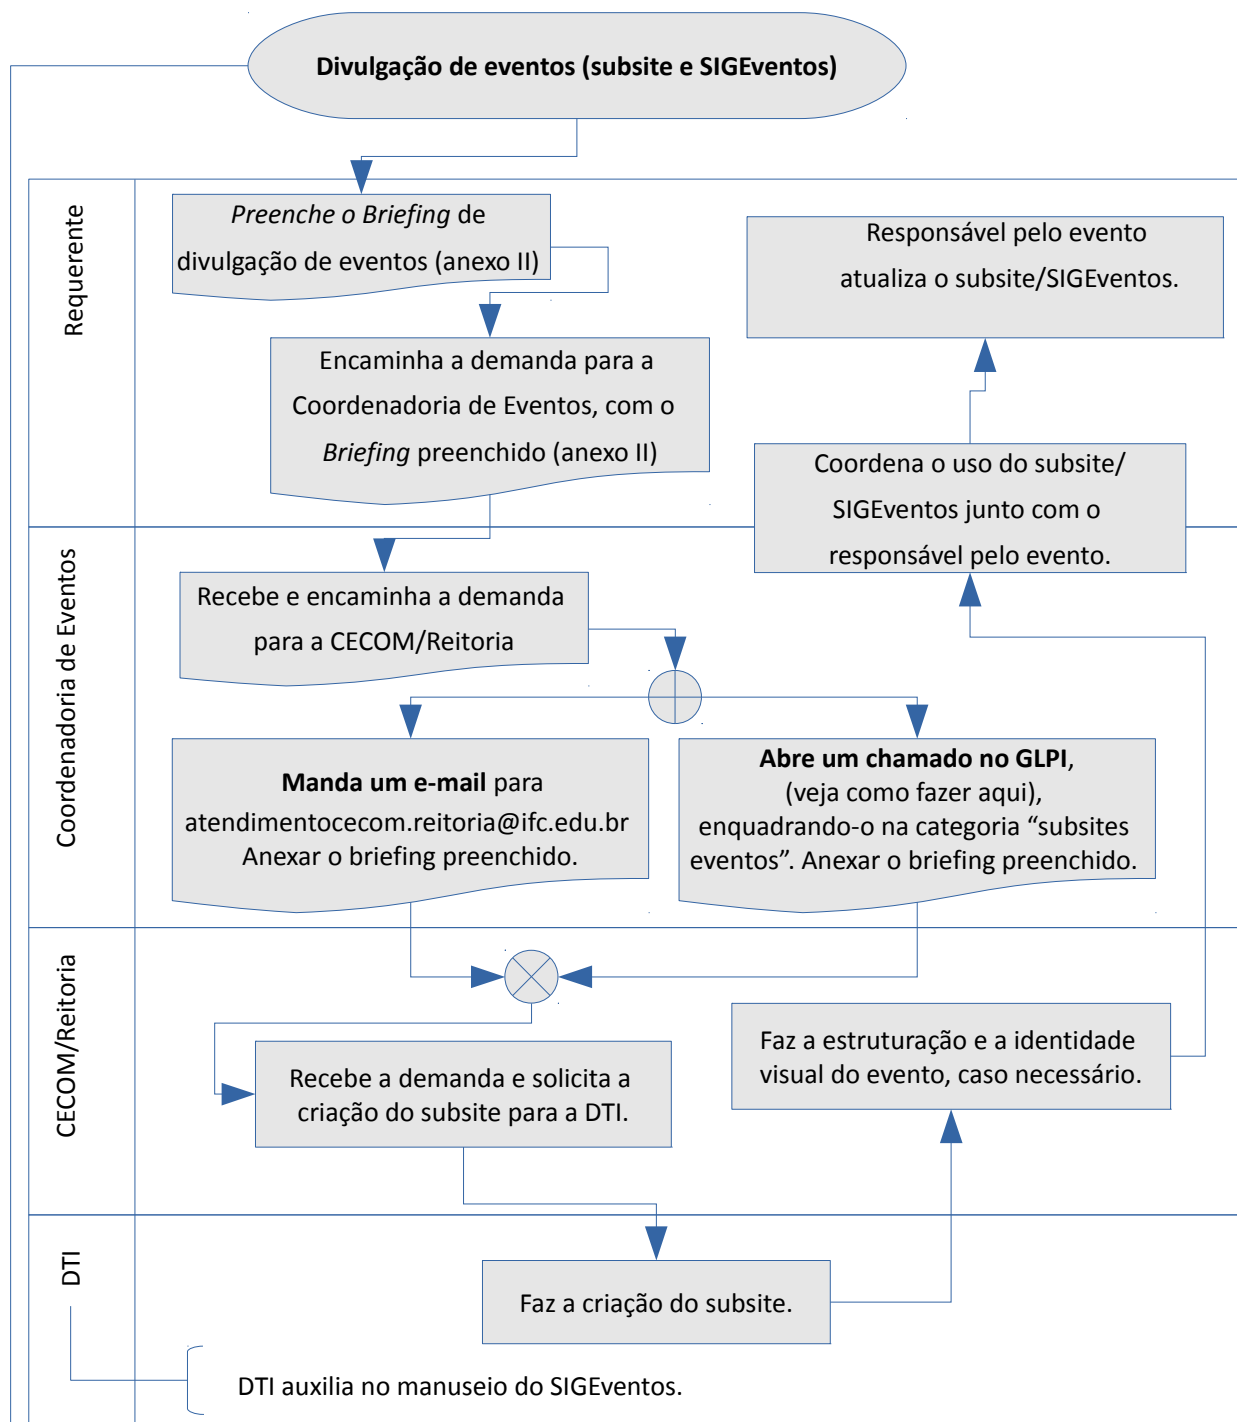 Divulgação de eventos (subsite e SIGEventos)
Requerente
Preenche o Briefing de
divulgação de eventos (anexo II)
Encaminha a demanda para a
Coordenadoria de Eventos, com o
Briefing preenchido (anexo II)
Responsável pelo evento
atualiza o subsite/SIGEventos.
Coordena o uso do subsite/
SIGEventos junto com o
responsável pelo evento.
Coordenadoria de Eventos
Recebe e encaminha a demanda
para a CECOM/Reitoria
Manda um e-mail para
atendimentocecom.reitoria@ifc.edu.br
Anexar o briefing preenchido.
Abre um chamado no GLPI,
(veja como fazer aqui),
enquadrando-o na categoria “subsites
eventos”. Anexar o briefing preenchido.
CECOM/Reitoria
Recebe a demanda e solicita a
criação do subsite para a DTI.
Faz a estruturação e a identidade
visual do evento, caso necessário.
DTI
Faz a criação do subsite.
DTI auxilia no manuseio do SIGEventos.